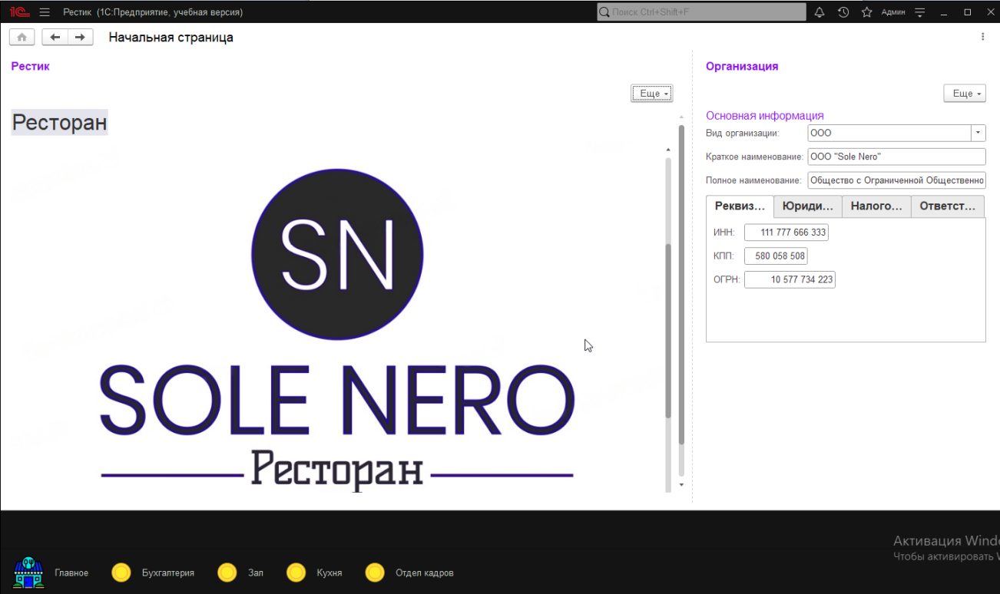 1С Рестик (1С:Предприятие, учебная версия) Поиск Ctrl+Shift+F Админ
Начальная страница
Рестик
Еще
Ресторан
SN
SOLE NERO
Ресторан
Организация
Еще
Основная информация
Вид организации: ООО
Краткое наименование: ООО "Sole Nero"
Полное наименование: Общество с Ограниченной Общественно
Реквиз... Юриди... Налого... Ответст...
ИНН: 111 777 666 333
КПП: 580 058 508
ОГРН: 10 577 734 223
Активация Windo
Чтобы активировать W
Главное Бухгалтерия Зал Кухня Отдел кадров